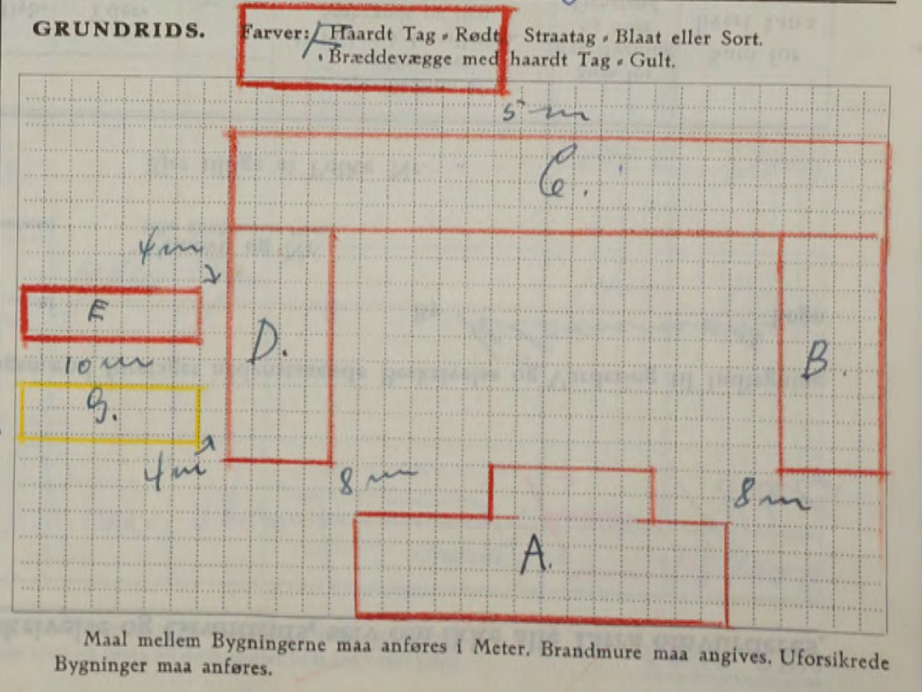 GRUNDRIDS. Farver: Haardt Tag = Rødt. Straatag = Blaat eller Sort.
Bræddevægge med haardt Tag = Gult.
F
5 m
C.
4 m
E
D.
B.
10 m
G.
4 m
8 m
8 m
A.
Maal mellem Bygningerne maa anføres i Meter. Brandmure maa angives. Uforsikrede
Bygninger maa anføres.